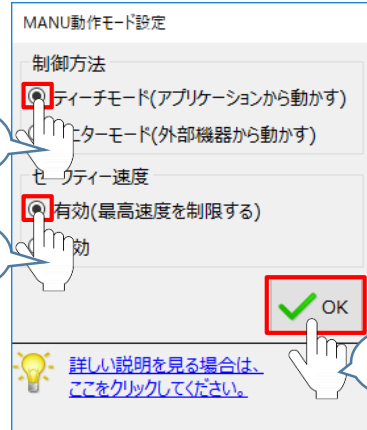 MANU動作モード設定
制御方法
ティーチモード(アプリケーションから動かす)
ニターモード(外部機器から動かす)
セーフティー速度
有効(最高速度を制限する)
効
OK
詳しい説明を見る場合は、
ここをクリックしてください。